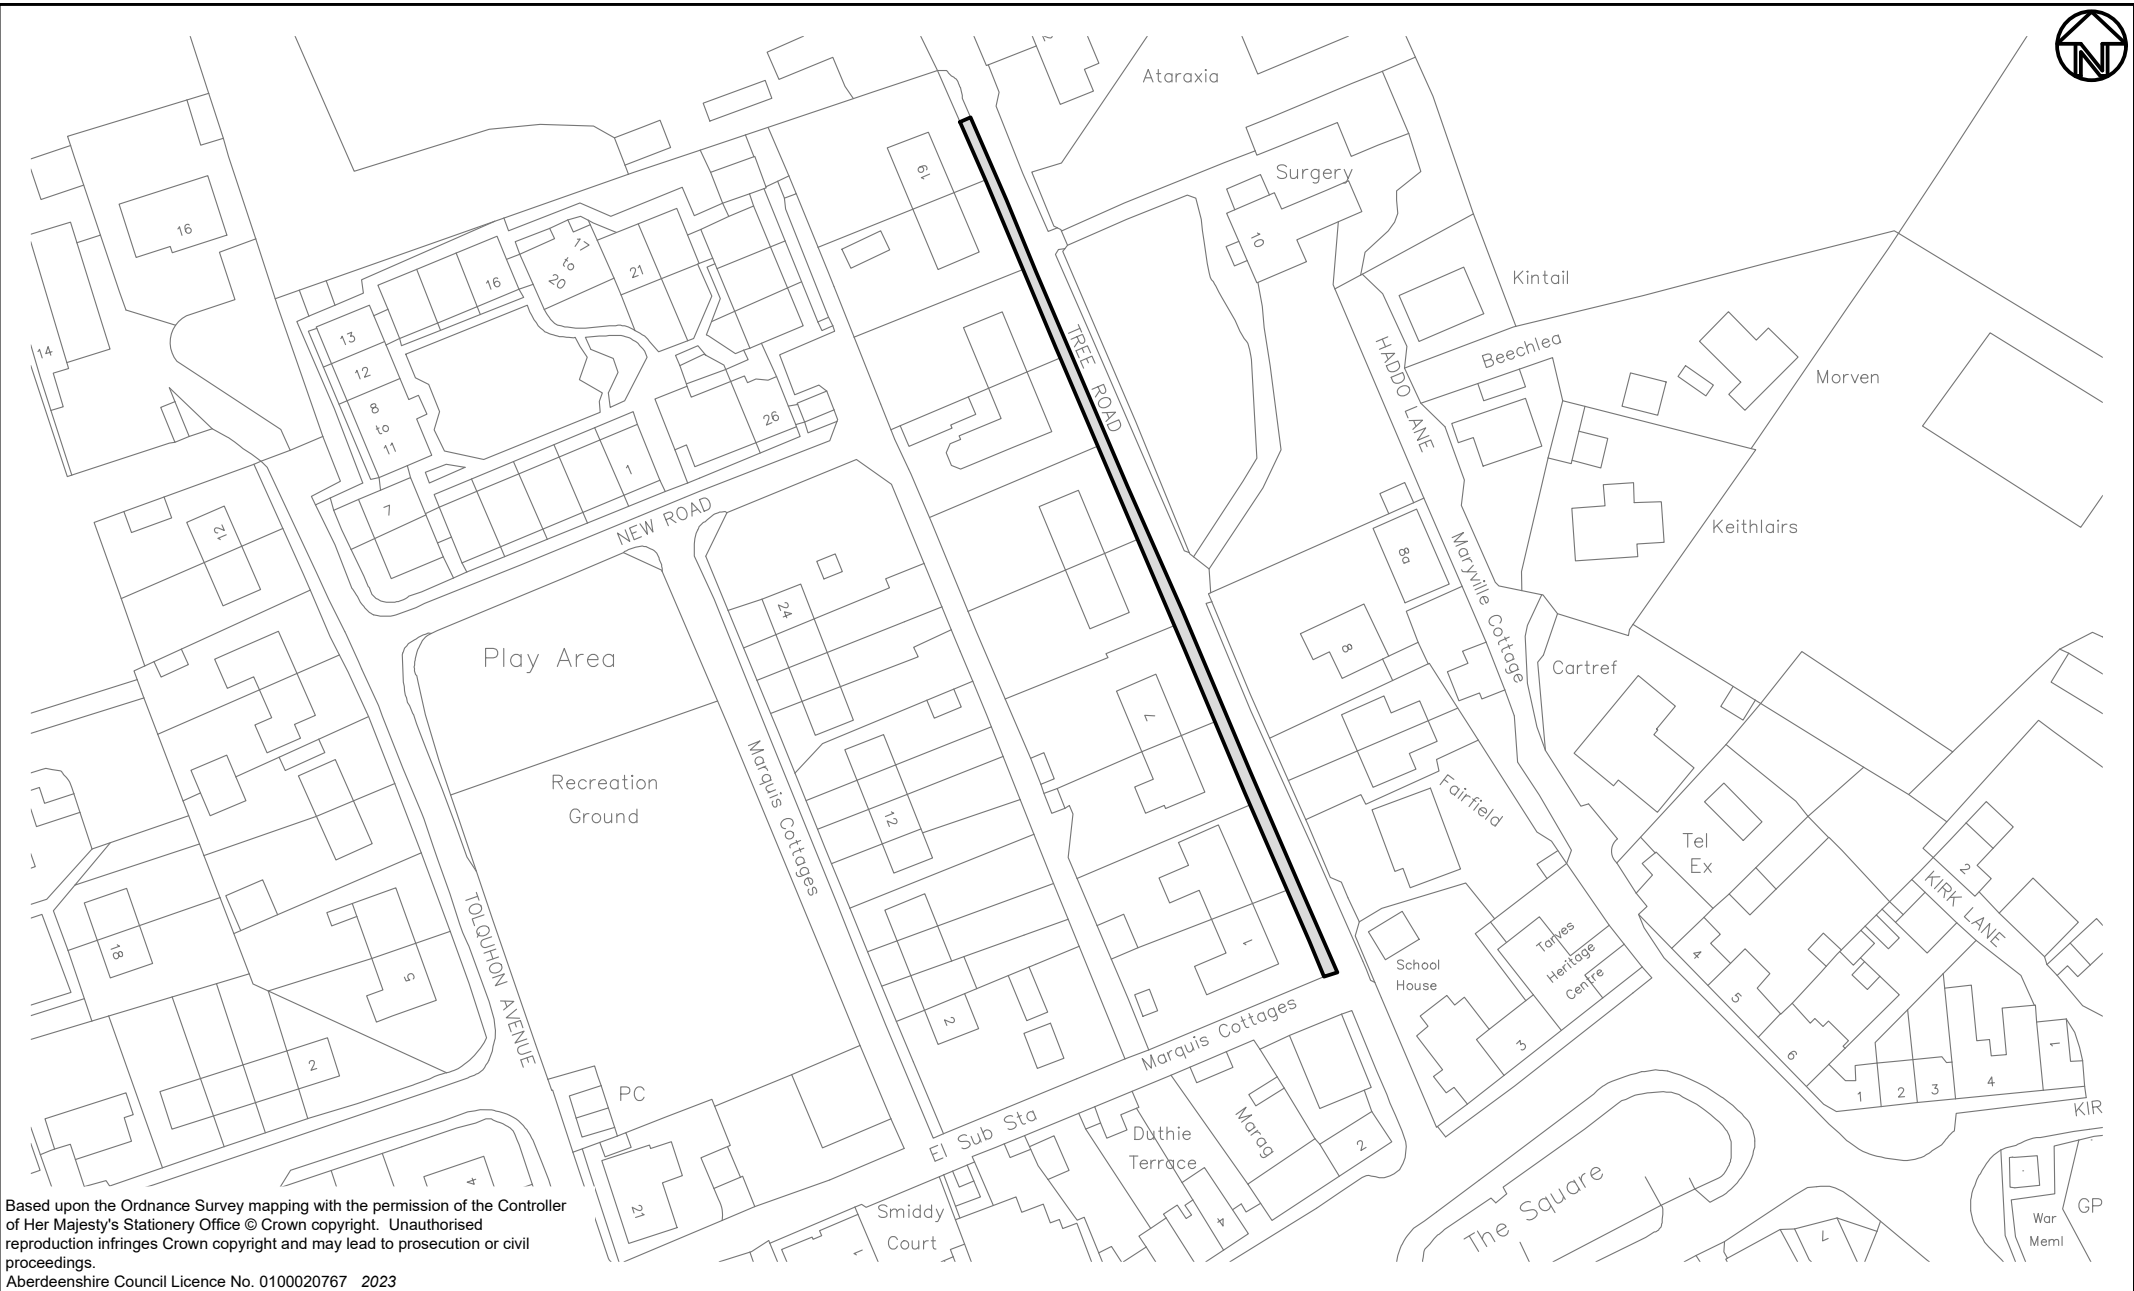 N
Ataraxia
Surgery
19
10
16
Kintail
17
to
20
21
16
13
14
12
8
to
11
26
TREE ROAD
HADDO LANE
Beechlea
Morven
1
7
NEW ROAD
12
Keithlairs
8a
Maryville Cottage
24
8
Play Area
Cartref
7
Recreation
Ground
Marquis Cottages
12
Fairfield
Tel
Ex
2
KIRK LANE
18
5
TOLQUHON AVENUE
1
School
House
Tarves
Heritage
Centre
4
5
6
2
2
Marquis Cottages
3
1
2
3
4
1
KIR
PC
El Sub Sta
Duthie
Terrace
Marag
2
The Square
4
21
4
Smiddy
Court
1
7
War
Meml
GP
Based upon the Ordnance Survey mapping with the permission of the Controller
of Her Majesty's Stationery Office © Crown copyright.  Unauthorised
reproduction infringes Crown copyright and may lead to prosecution or civil
proceedings.
Aberdeenshire Council Licence No. 0100020767   2023